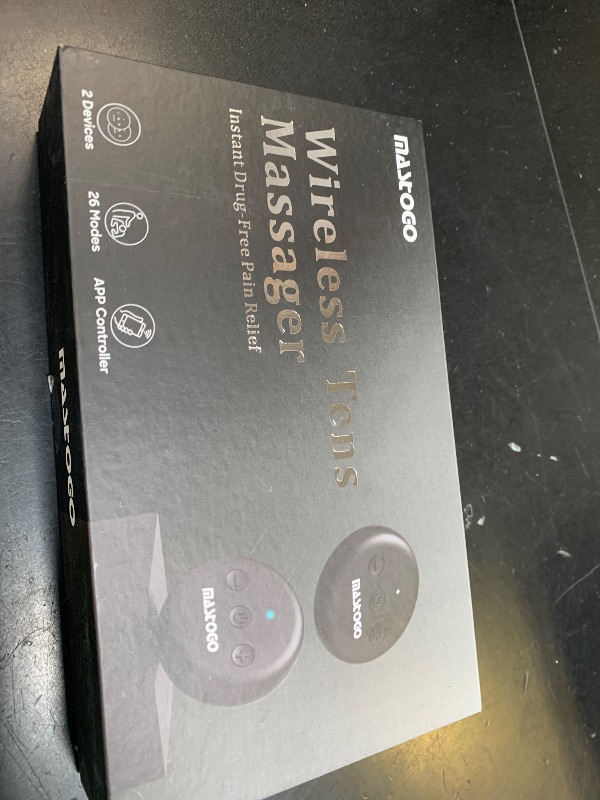 MAXTOGO
Wireless Tens
Massager
Instant Drug-Free Pain Relief
2 Devices
26 Modes
APP Controller
MAXTOGO
MAXTOGO
MAXTOGO